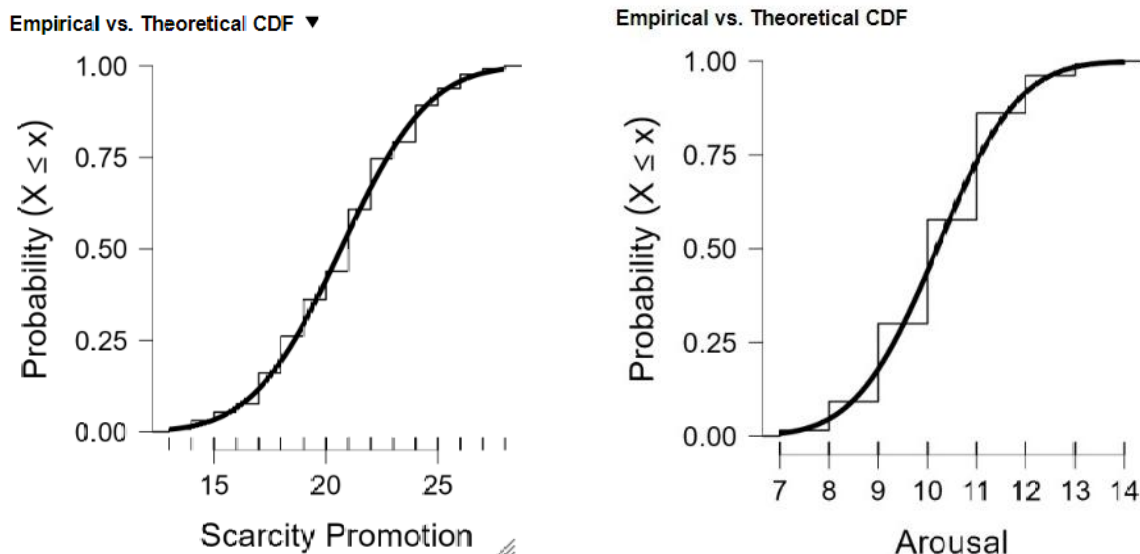 Empirical vs. Theoretical CDF ▼
Probability (X ≤ x)
1.00
0.75
0.50
0.25
0.00
15 20 25
Scarcity Promotion
Empirical vs. Theoretical CDF
Probability (X ≤ x)
1.00
0.75
0.50
0.25
0.00
7 8 9 10 11 12 13 14
Arousal